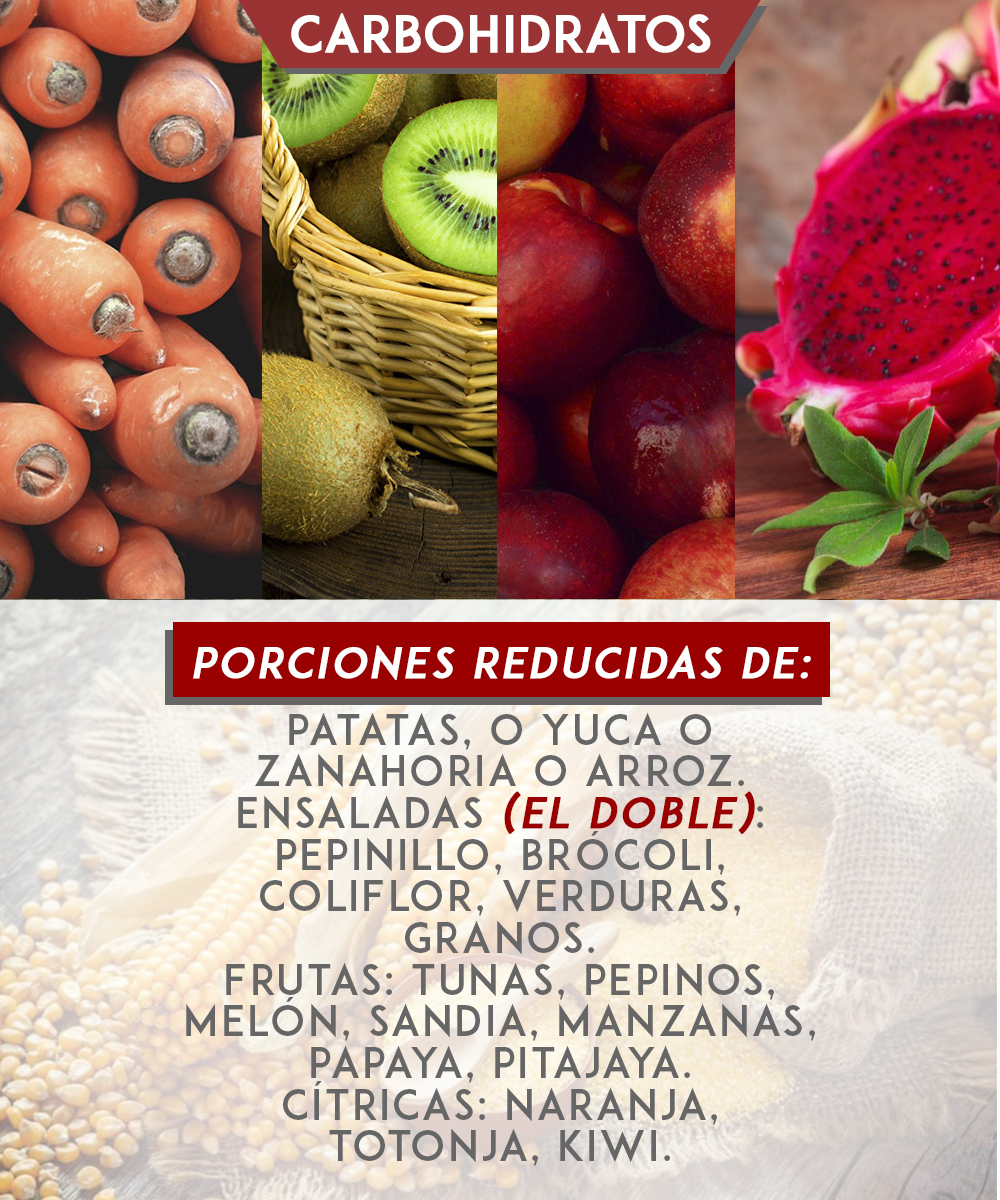 CARBOHIDRATOS
PORCIONES REDUCIDAS DE:
PATATAS, O YUCA O
ZANAHORIA O ARROZ.
ENSALADAS (EL DOBLE):
PEPINILLO, BRÓCOLI,
COLIFLOR, VERDURAS,
GRANOS.
FRUTAS: TUNAS, PEPINOS,
MELÓN, SANDIA, MANZANAS,
PAPAYA, PITAJAYA.
CÍTRICAS: NARANJA,
TOTONJA, KIWI.